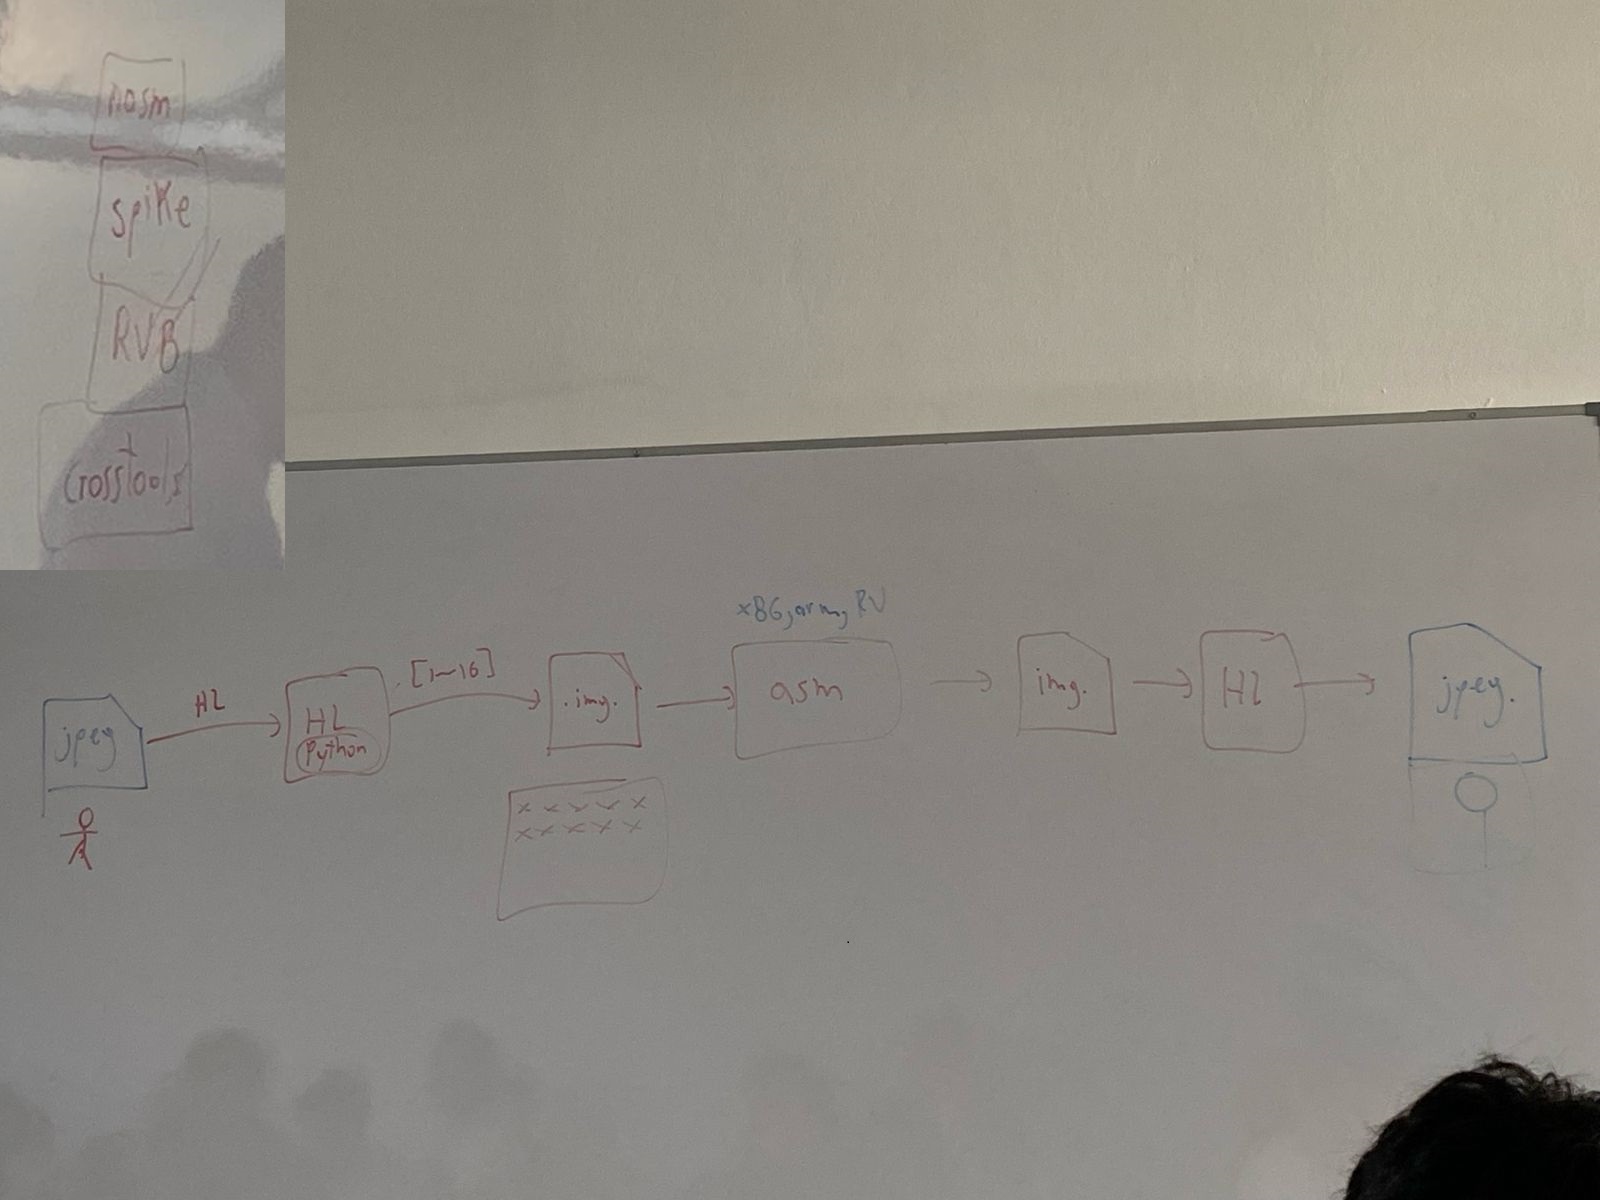 nasm
spike
RVB
crosstools
x86, arm, RV
jpeg
HL
HL
Python
[1-16]
.img.
asm
img.
HL
jpeg.
x x x x x
x x x x x